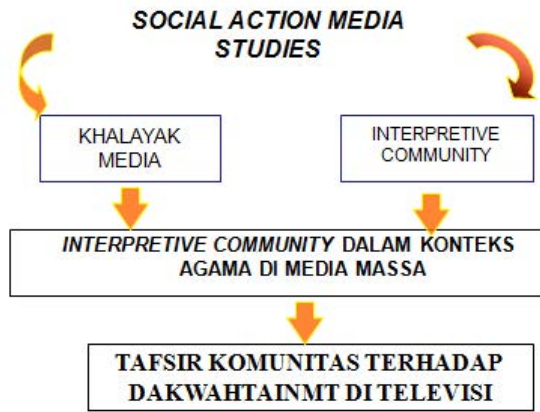 SOCIAL ACTION MEDIA
STUDIES
KHALAYAK
MEDIA
INTERPRETIVE
COMMUNITY
INTERPRETIVE COMMUNITY DALAM KONTEKS
AGAMA DI MEDIA MASSA
TAFSIR KOMUNITAS TERHADAP
DAKWAHTAINMT DI TELEVISI